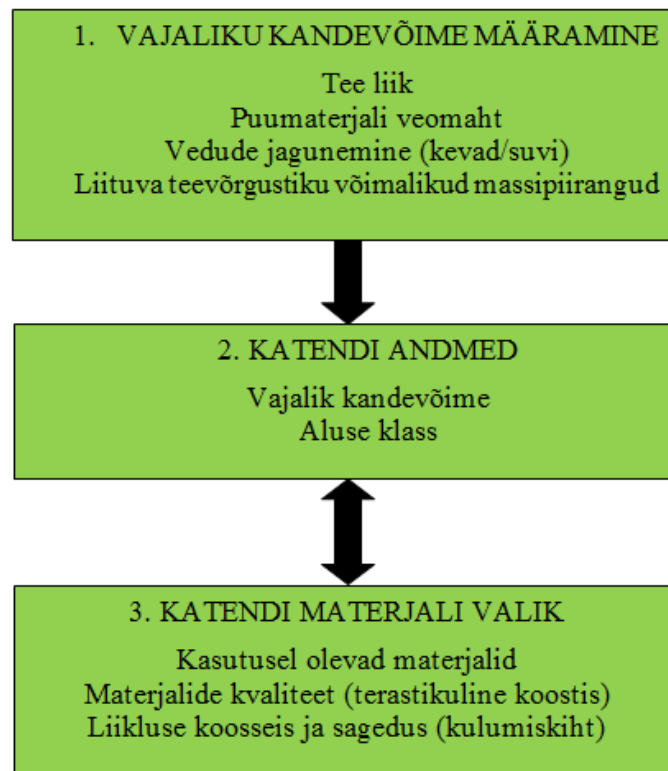 1. VAJALIKU KANDEVÕIME MÄÄRAMINE
Tee liik
Puumaterjali veomaht
Vedude jagunemine (kevad/suvi)
Liituva teevõrgustiku võimalikud massipiirangud
2. KATENDI ANDMED
Vajalik kandevõime
Aluse klass
3. KATENDI MATERJALI VALIK
Kasutusel olevad materjalid
Materjalide kvaliteet (terastikuline koostis)
Liikluse koosseis ja sagedus (kulumiskiht)